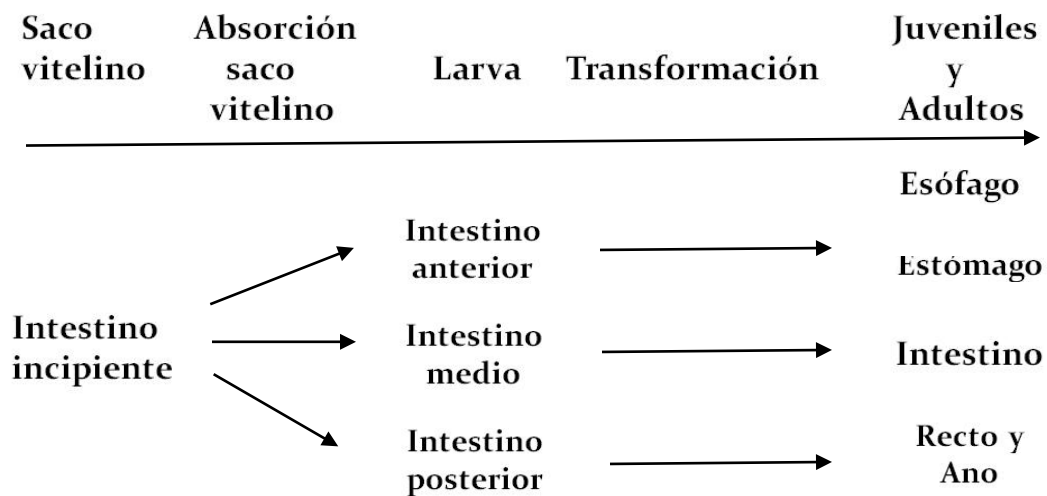 Saco
vitelino
Absorción
saco
vitelino
Larva
Transformación
Juveniles
y
Adultos
Esófago
Intestino
anterior
Estómago
Intestino
incipiente
Intestino
medio
Intestino
Intestino
posterior
Recto y
Ano